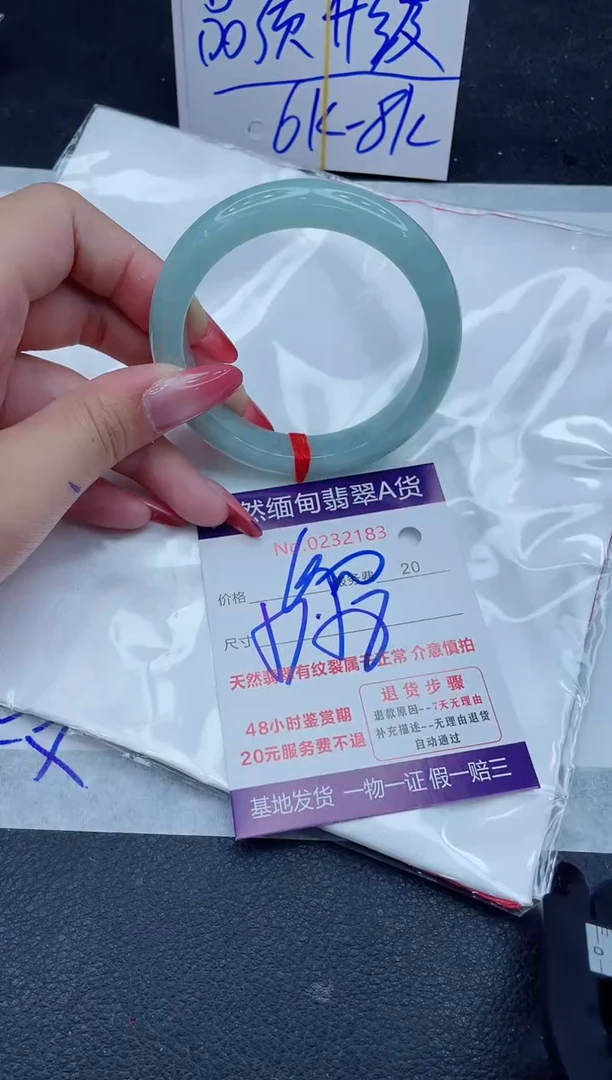 品质升级
6k-8k
然缅甸翡翠A货
No.0232183
价格
服务费 20
尺寸
天然翡翠有纹裂属于正常 介意慎拍
48小时鉴赏期
20元服务费不退
退货步骤
退款原因--7天无理由
补充描述--无理由退货
自动通过
基地发货 一物一证 假一赔三